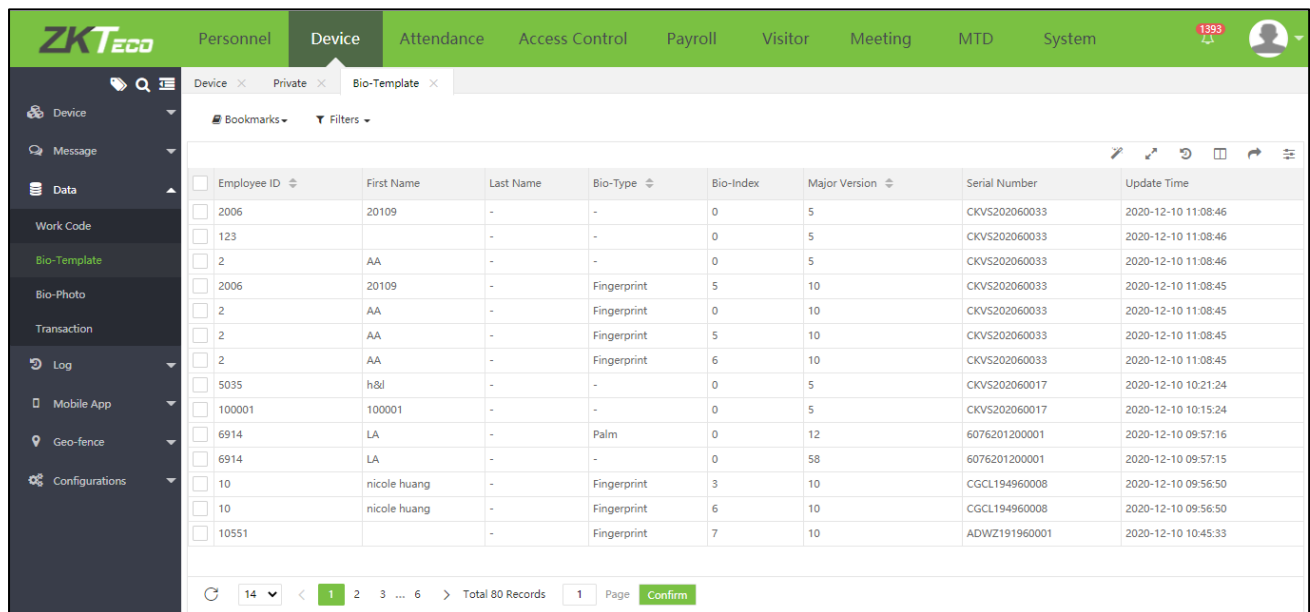 ZKTeco Personnel Device Attendance Access Control Payroll Visitor Meeting MTD System 1393
Device Private Bio-Template
Device
Message
Data
Work Code
Bio-Template
Bio-Photo
Transaction
Log
Mobile App
Geo-fence
Configurations
Bookmarks Filters
Employee ID First Name Last Name Bio-Type Bio-Index Major Version Serial Number Update Time
2006 20109 - - 0 5 CKVS202060033 2020-12-10 11:08:46
123 - - 0 5 CKVS202060033 2020-12-10 11:08:46
2 AA - - 0 5 CKVS202060033 2020-12-10 11:08:46
2006 20109 - Fingerprint 5 10 CKVS202060033 2020-12-10 11:08:45
2 AA - Fingerprint 0 10 CKVS202060033 2020-12-10 11:08:45
2 AA - Fingerprint 5 10 CKVS202060033 2020-12-10 11:08:45
2 AA - Fingerprint 6 10 CKVS202060033 2020-12-10 11:08:45
5035 h&l - - 0 5 CKVS202060017 2020-12-10 10:21:24
100001 100001 - - 0 5 CKVS202060017 2020-12-10 10:15:24
6914 LA - Palm 0 12 6076201200001 2020-12-10 09:57:16
6914 LA - - 0 58 6076201200001 2020-12-10 09:57:15
10 nicole huang - Fingerprint 3 10 CGCL194960008 2020-12-10 09:56:50
10 nicole huang - Fingerprint 6 10 CGCL194960008 2020-12-10 09:56:50
10551 - Fingerprint 7 10 ADWZ191960001 2020-12-10 10:45:33
14 < 1 2 3 ... 6 > Total 80 Records 1 Page Confirm